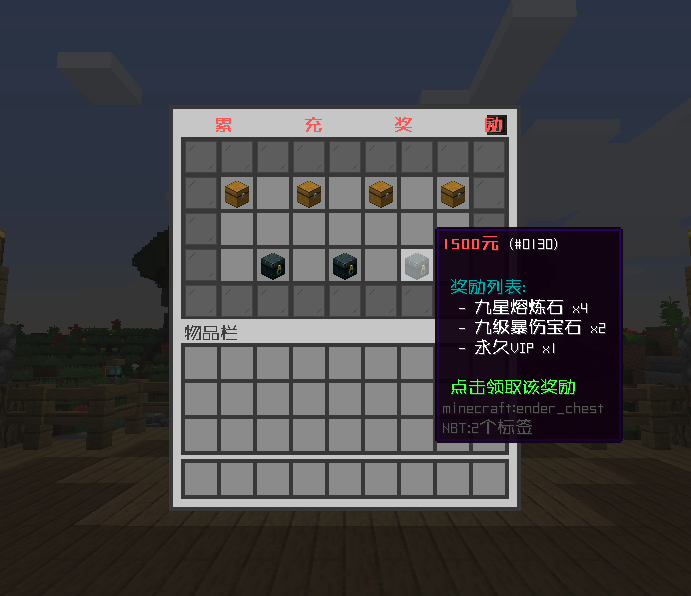 累 充 奖 励
1500元 (#0130)
奖励列表:
- 九星熔炼石 x4
- 九级暴伤宝石 x2
- 永久VIP x1
点击领取该奖励
minecraft:ender_chest
NBT:2个标签
物品栏